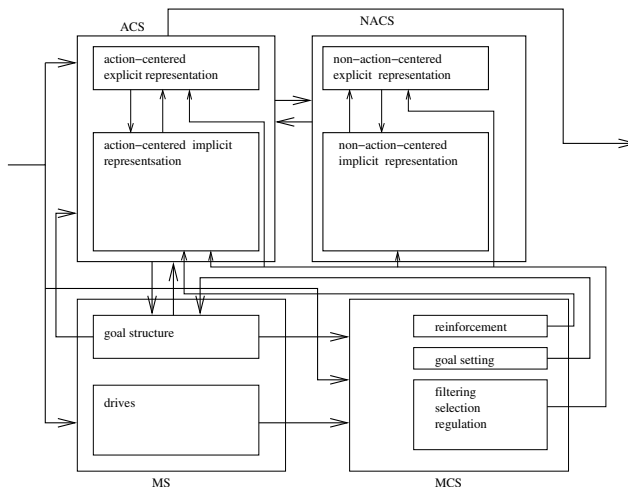 ACS
NACS
action-centered
explicit representation
non-action-centered
explicit representation
action-centered implicit
representsation
non-action-centered
implicit representation
goal structure
reinforcement
goal setting
drives
filtering
selection
regulation
MS
MCS